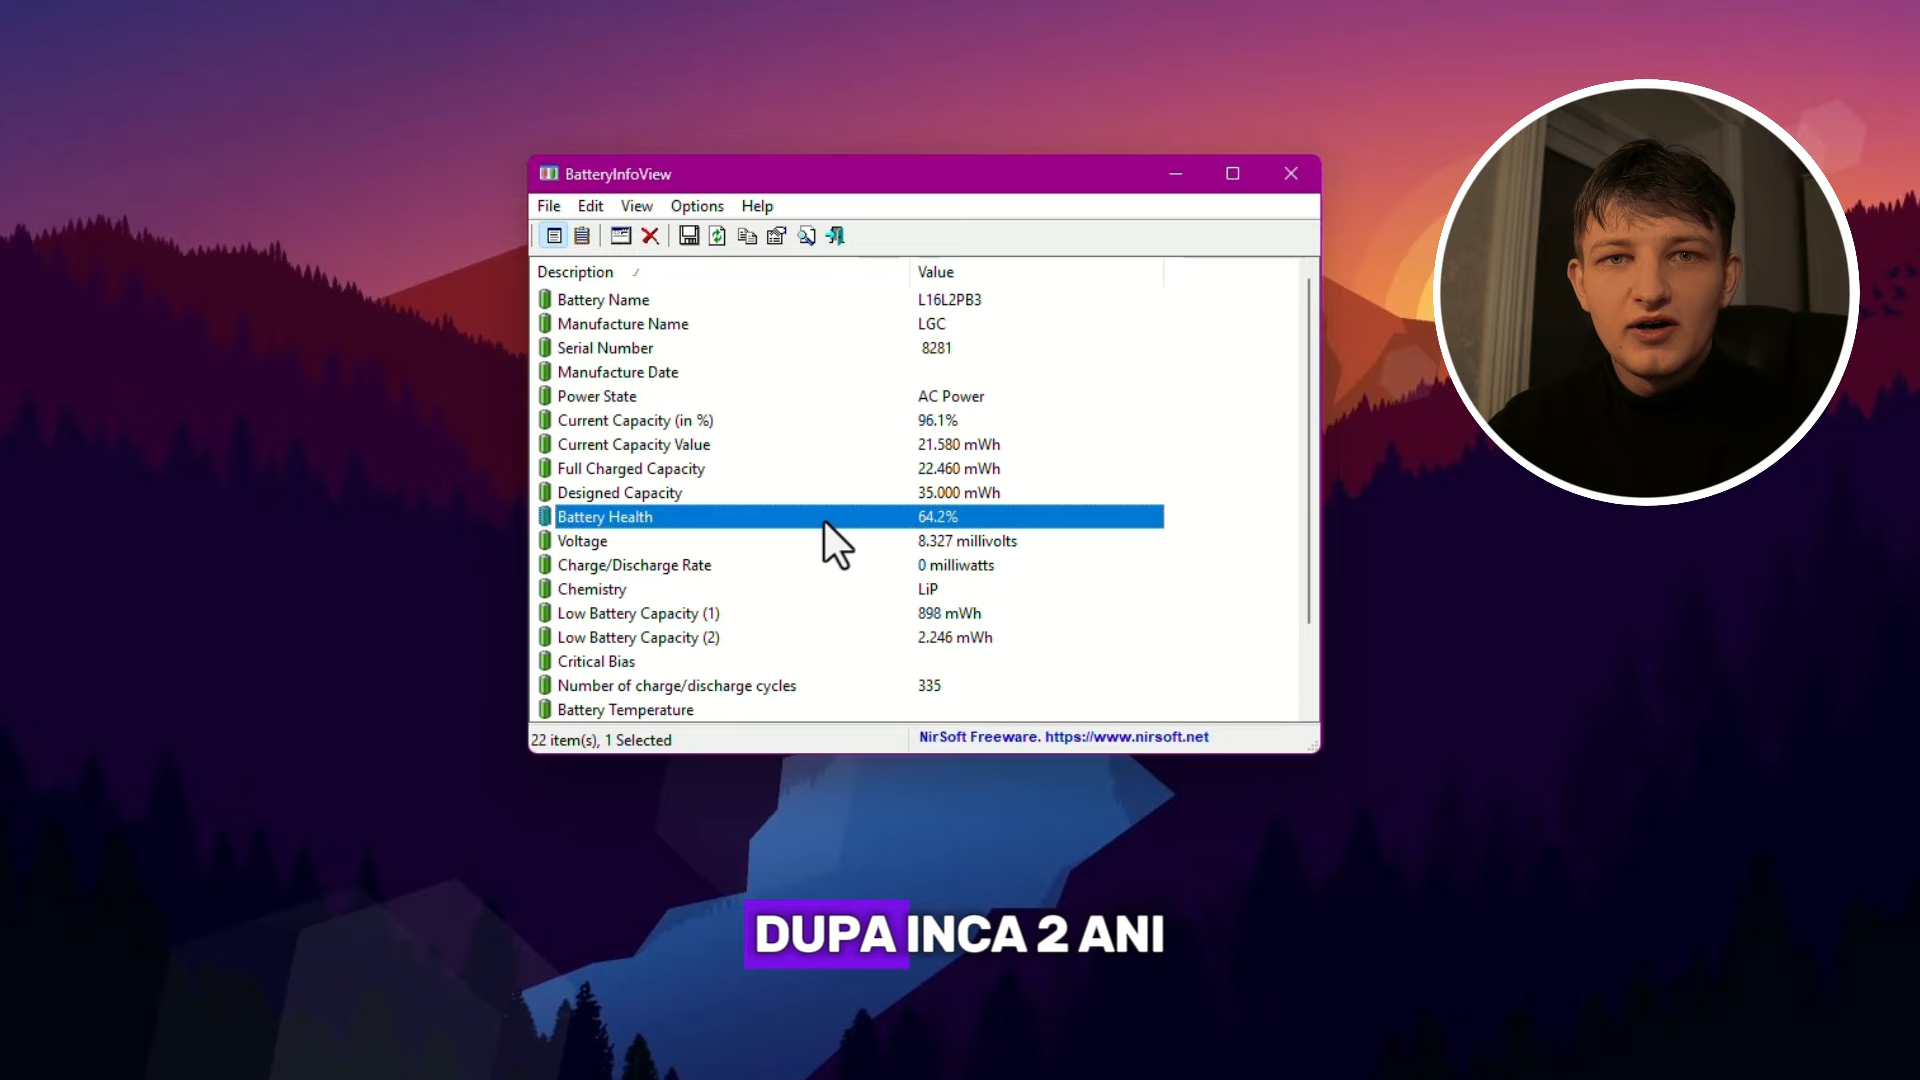 BatteryInfoView
File Edit View Options Help
Description Value
Battery Name L16L2PB3
Manufacture Name LGC
Serial Number 8281
Manufacture Date
Power State AC Power
Current Capacity (in %) 96.1%
Current Capacity Value 21.580 mWh
Full Charged Capacity 22.460 mWh
Designed Capacity 35.000 mWh
Battery Health 64.2%
Voltage 8.327 millivolts
Charge/Discharge Rate 0 milliwatts
Chemistry LiP
Low Battery Capacity (1) 898 mWh
Low Battery Capacity (2) 2.246 mWh
Critical Bias
Number of charge/discharge cycles 335
Battery Temperature
22 item(s), 1 Selected NirSoft Freeware. https://www.nirsoft.net
DUPA INCA 2 ANI